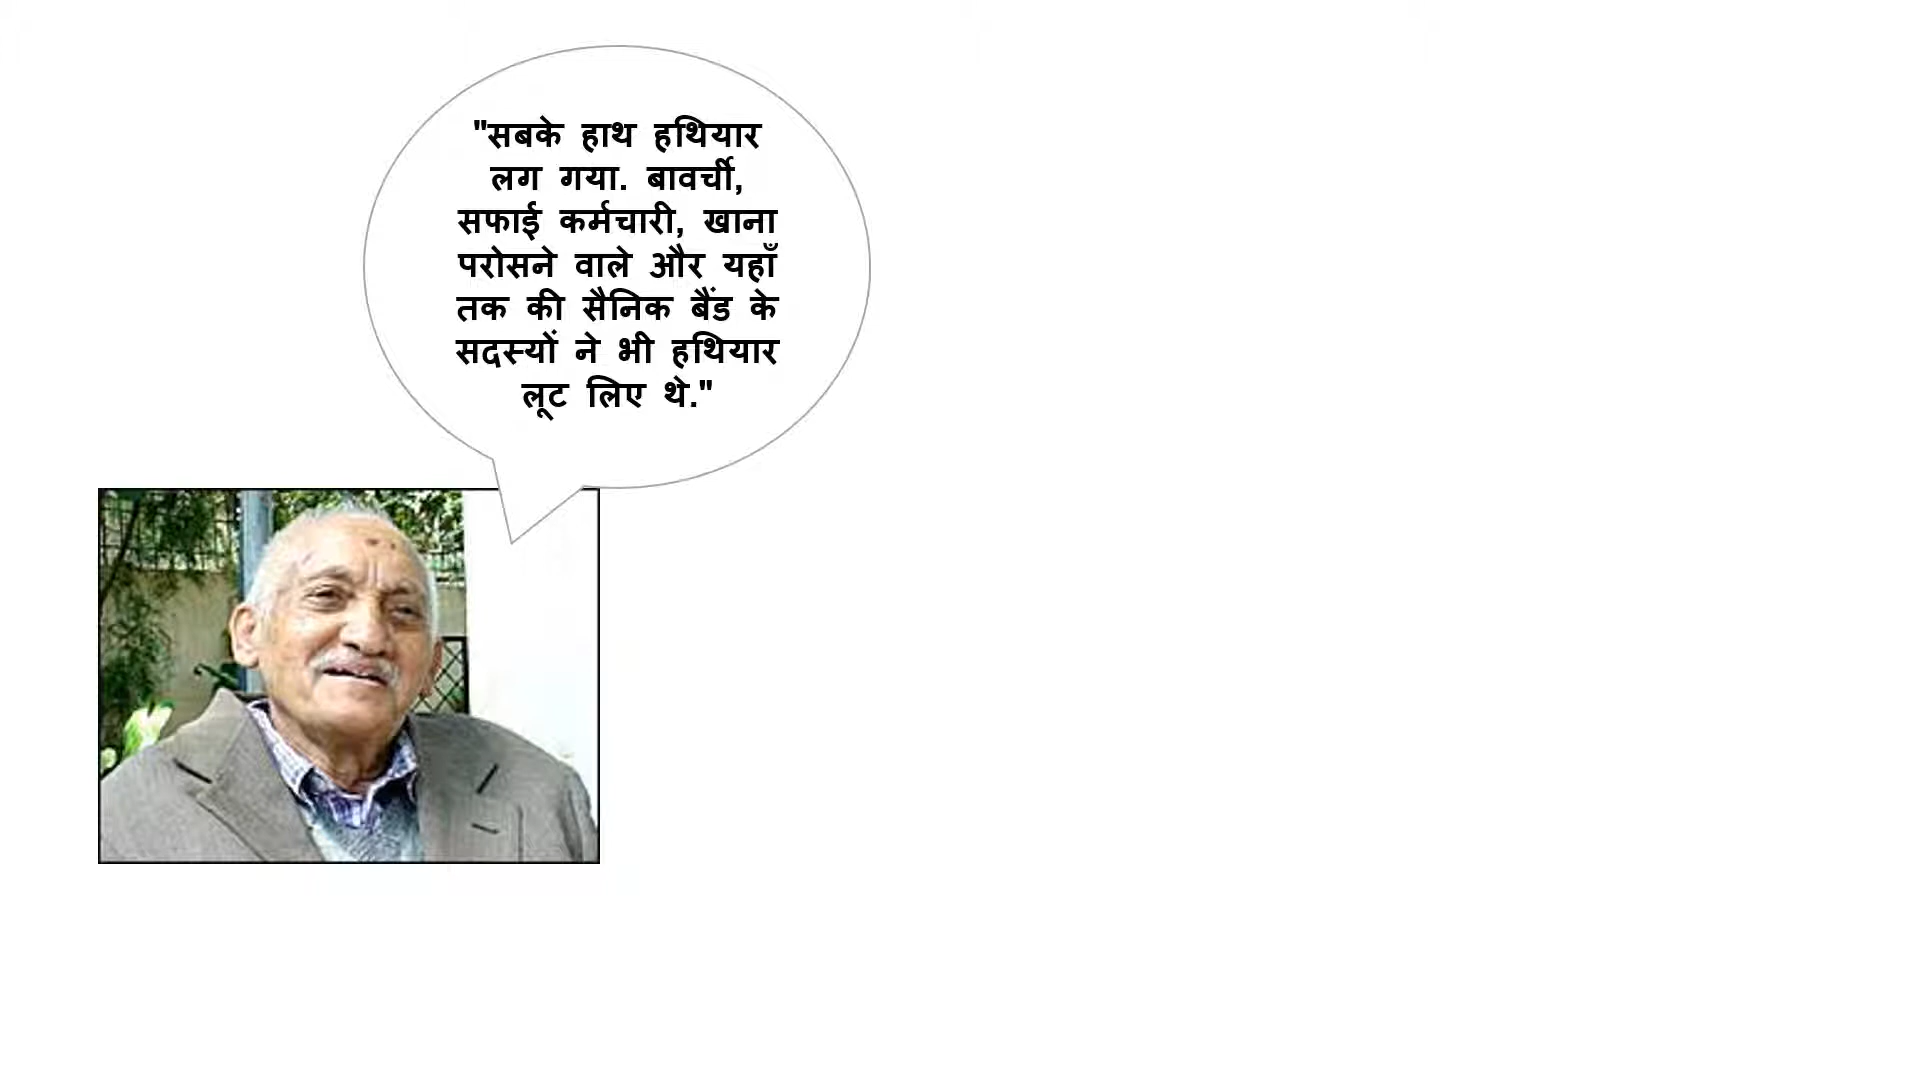 "सबके हाथ हथियार
लग गया. बावर्ची,
सफाई कर्मचारी, खाना
परोसने वाले और यहाँ
तक की सैनिक बैंड के
सदस्यों ने भी हथियार
लूट लिए थे."